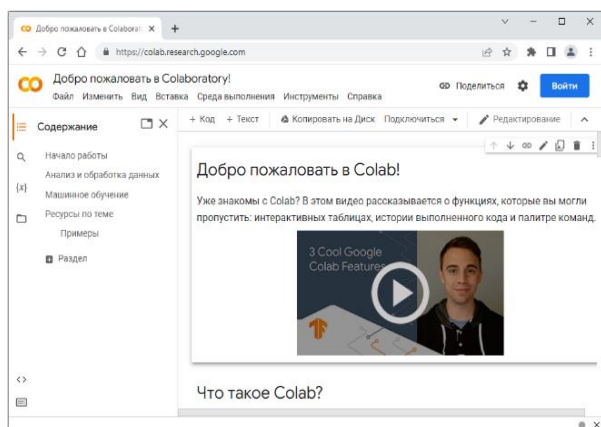 Добро пожаловать в Colaborat
https://colab.research.google.com
Добро пожаловать в Colaboratory!
Файл Изменить Вид Вставка Среда выполнения Инструменты Справка
Поделиться
Войти
Содержание
+ Код + Текст Копировать на Диск Подключиться Редактирование
Начало работы
Анализ и обработка данных
Машинное обучение
Ресурсы по теме
Примеры
Раздел
{x}
<>
Добро пожаловать в Colab!
Уже знакомы с Colab? В этом видео рассказывается о функциях, которые вы могли
пропустить: интерактивных таблицах, истории выполненного кода и палитре команд.
3 Cool Google
Colab Features
Что такое Colab?